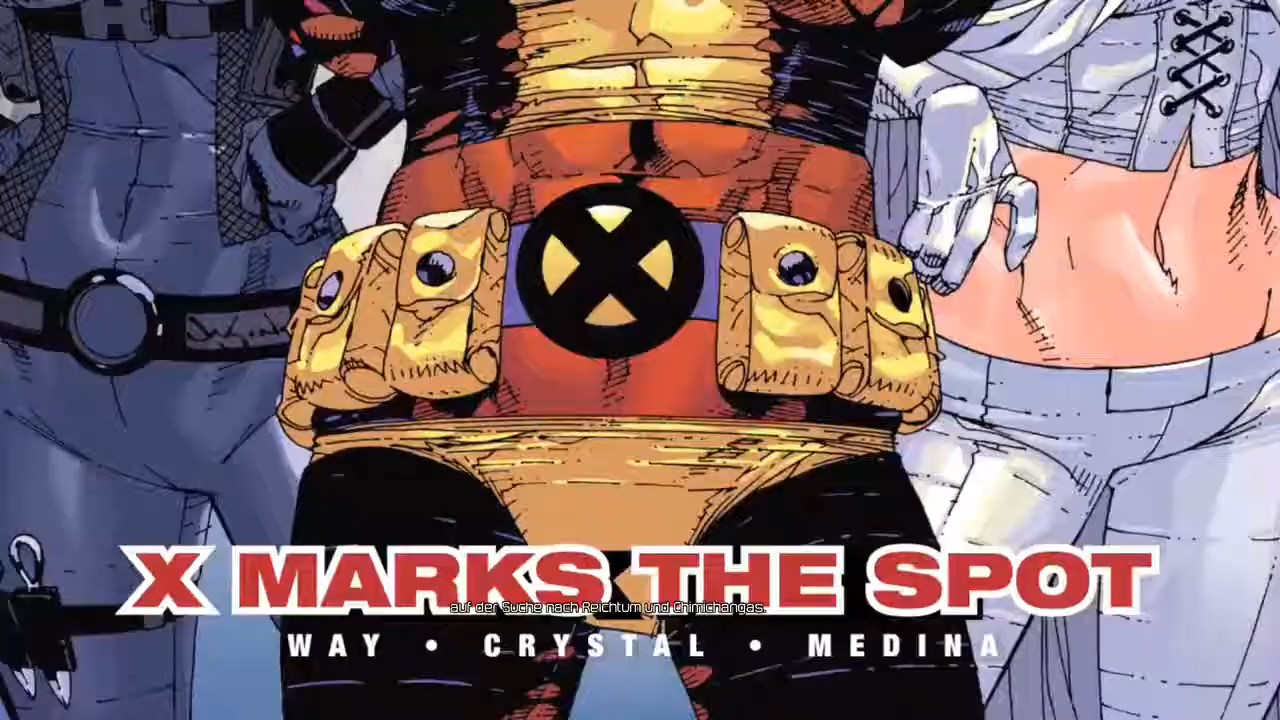 X MARKS THE SPOT
auf der Suche nach Reichtum und Chimichangas.
WAY • CRYSTAL • MEDINA